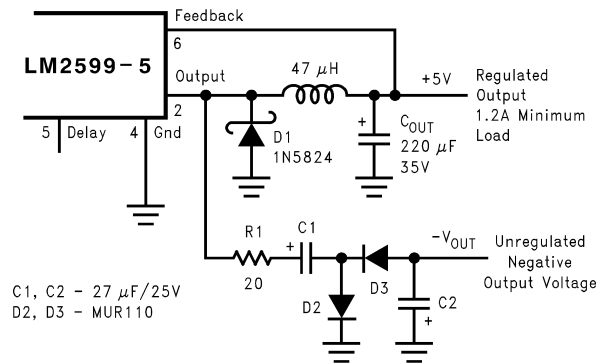 Feedback
6
LM2599-5
Output
2
5 Delay
4 Gnd
47 μH
+5V
Regulated
Output
1.2A Minimum
Load
D1
1N5824
+
COUT
220 μF
35V
R1
20
+
C1
D2
D3
-VOUT
C2
+
Unregulated
Negative
Output Voltage
C1, C2 - 27 μF/25V
D2, D3 - MUR110